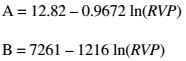 A = 12.82 – 0.9672 ln(RVP)
B = 7261 – 1216 ln(RVP)